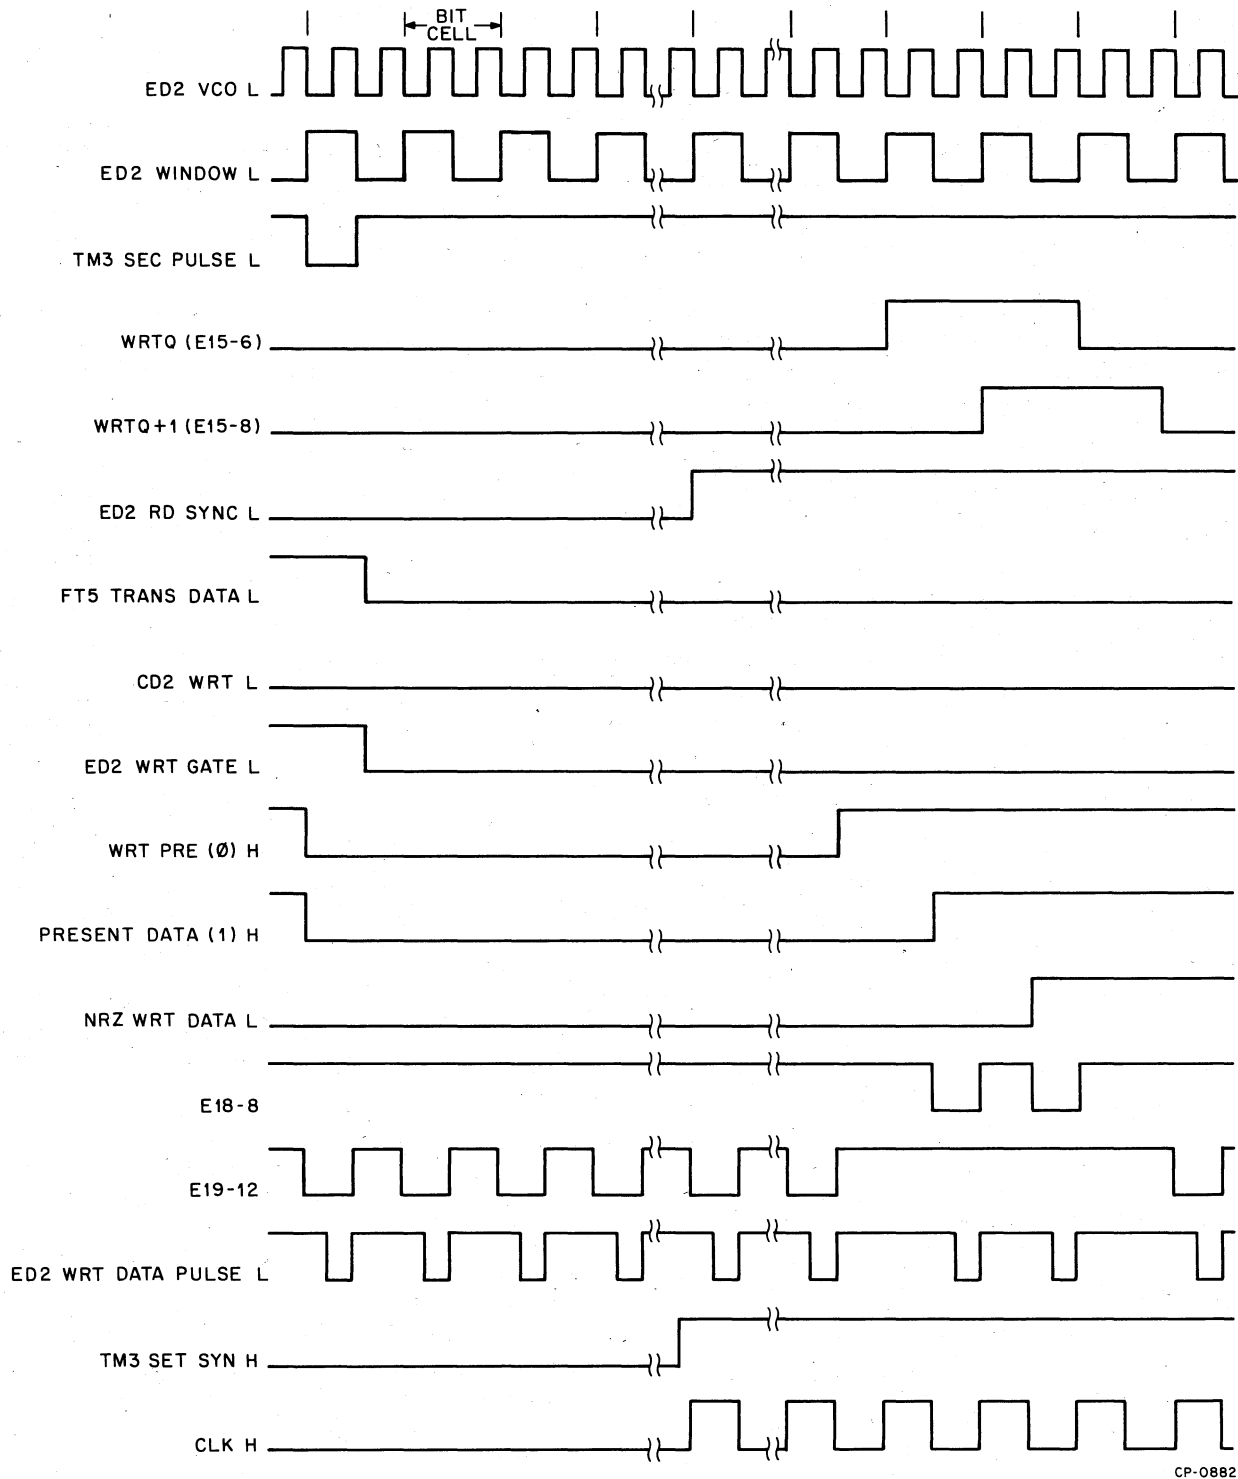 BIT
CELL
ED2 VCO L
ED2 WINDOW L
TM3 SEC PULSE L
WRTQ (E15-6)
WRTQ+1 (E15-8)
ED2 RD SYNC L
FT5 TRANS DATA L
CD2 WRT L
ED2 WRT GATE L
WRT PRE (Ø) H
PRESENT DATA (1) H
NRZ WRT DATA L
E18-8
E19-12
ED2 WRT DATA PULSE L
TM3 SET SYN H
CLK H
CP-0882